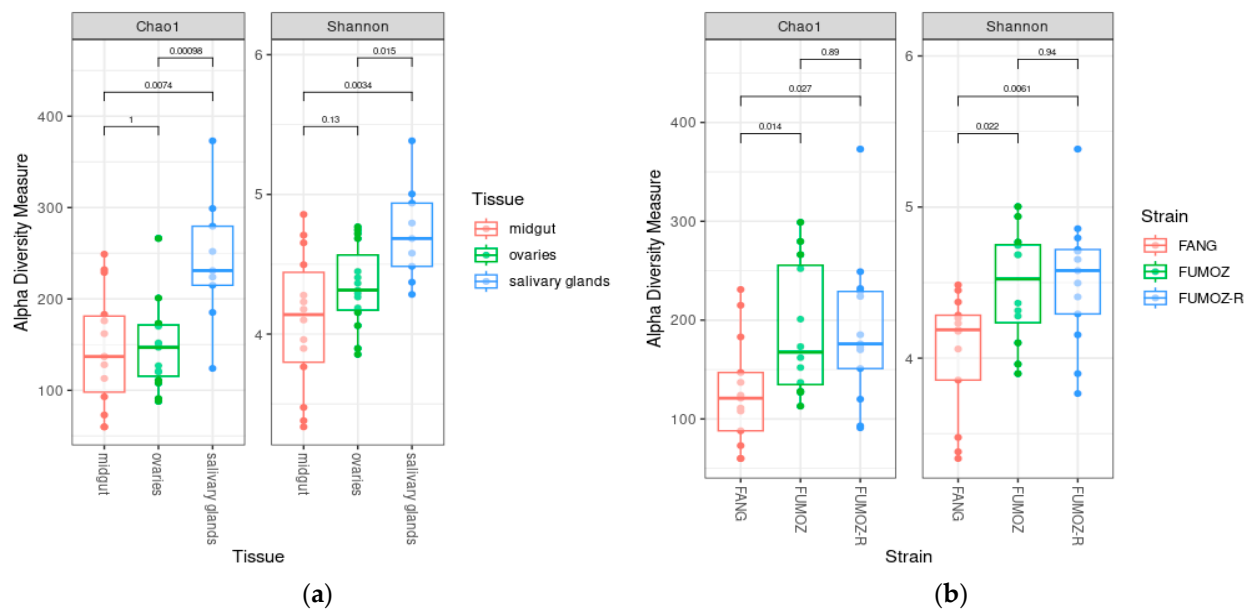 Chao1
Shannon
Alpha Diversity Measure
400
300
200
100
0.00098
0.0074
1
6
5
4
0.015
0.0034
0.13
midgut
ovaries
salivary glands
midgut
ovaries
salivary glands
Tissue
Tissue
midgut
ovaries
salivary glands
(a)
Chao1
Shannon
Alpha Diversity Measure
400
300
200
100
0.89
0.027
0.014
6
5
4
0.94
0.0061
0.022
FANG
FUMOZ
FUMOZ-R
FANG
FUMOZ
FUMOZ-R
Strain
Strain
FANG
FUMOZ
FUMOZ-R
(b)